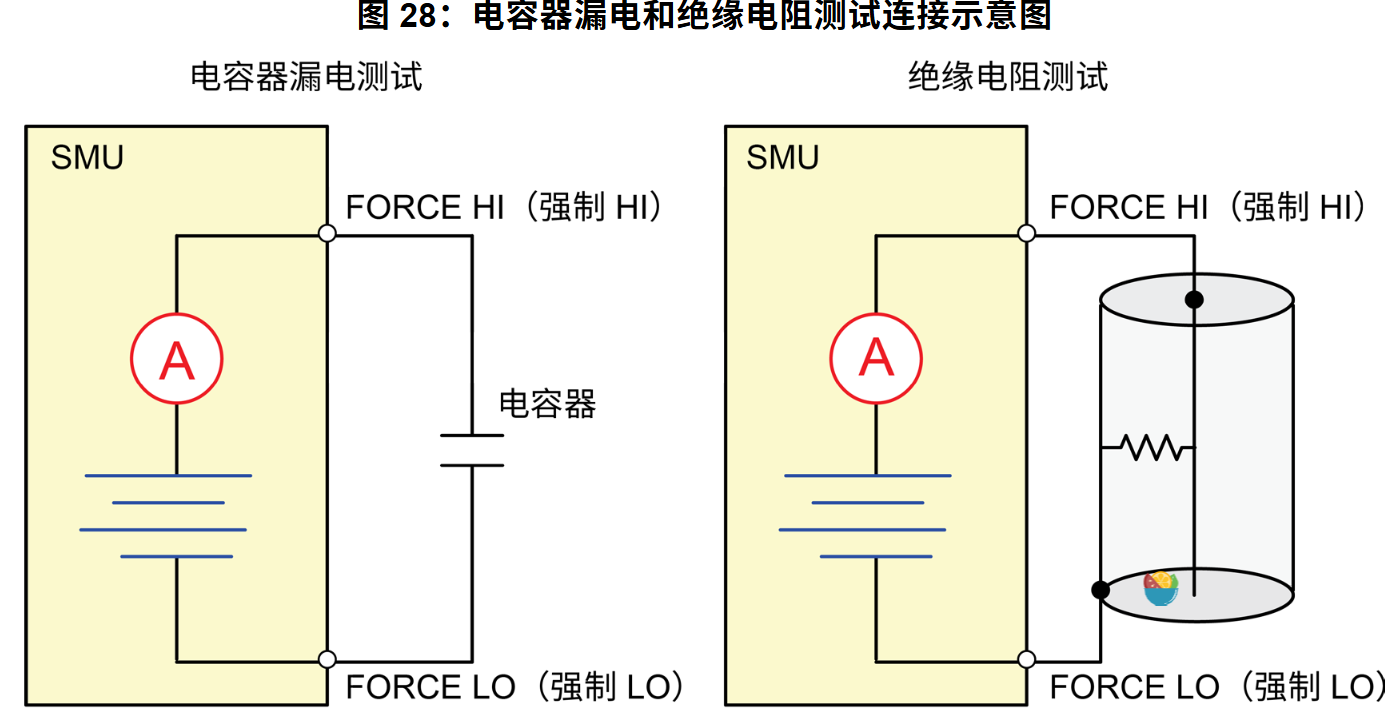 图 28：电容器漏电和绝缘电阻测试连接示意图
电容器漏电测试
绝缘电阻测试
SMU
FORCE HI（强制 HI）
A
电容器
FORCE LO（强制 LO）
SMU
FORCE HI（强制 HI）
A
FORCE LO（强制 LO）